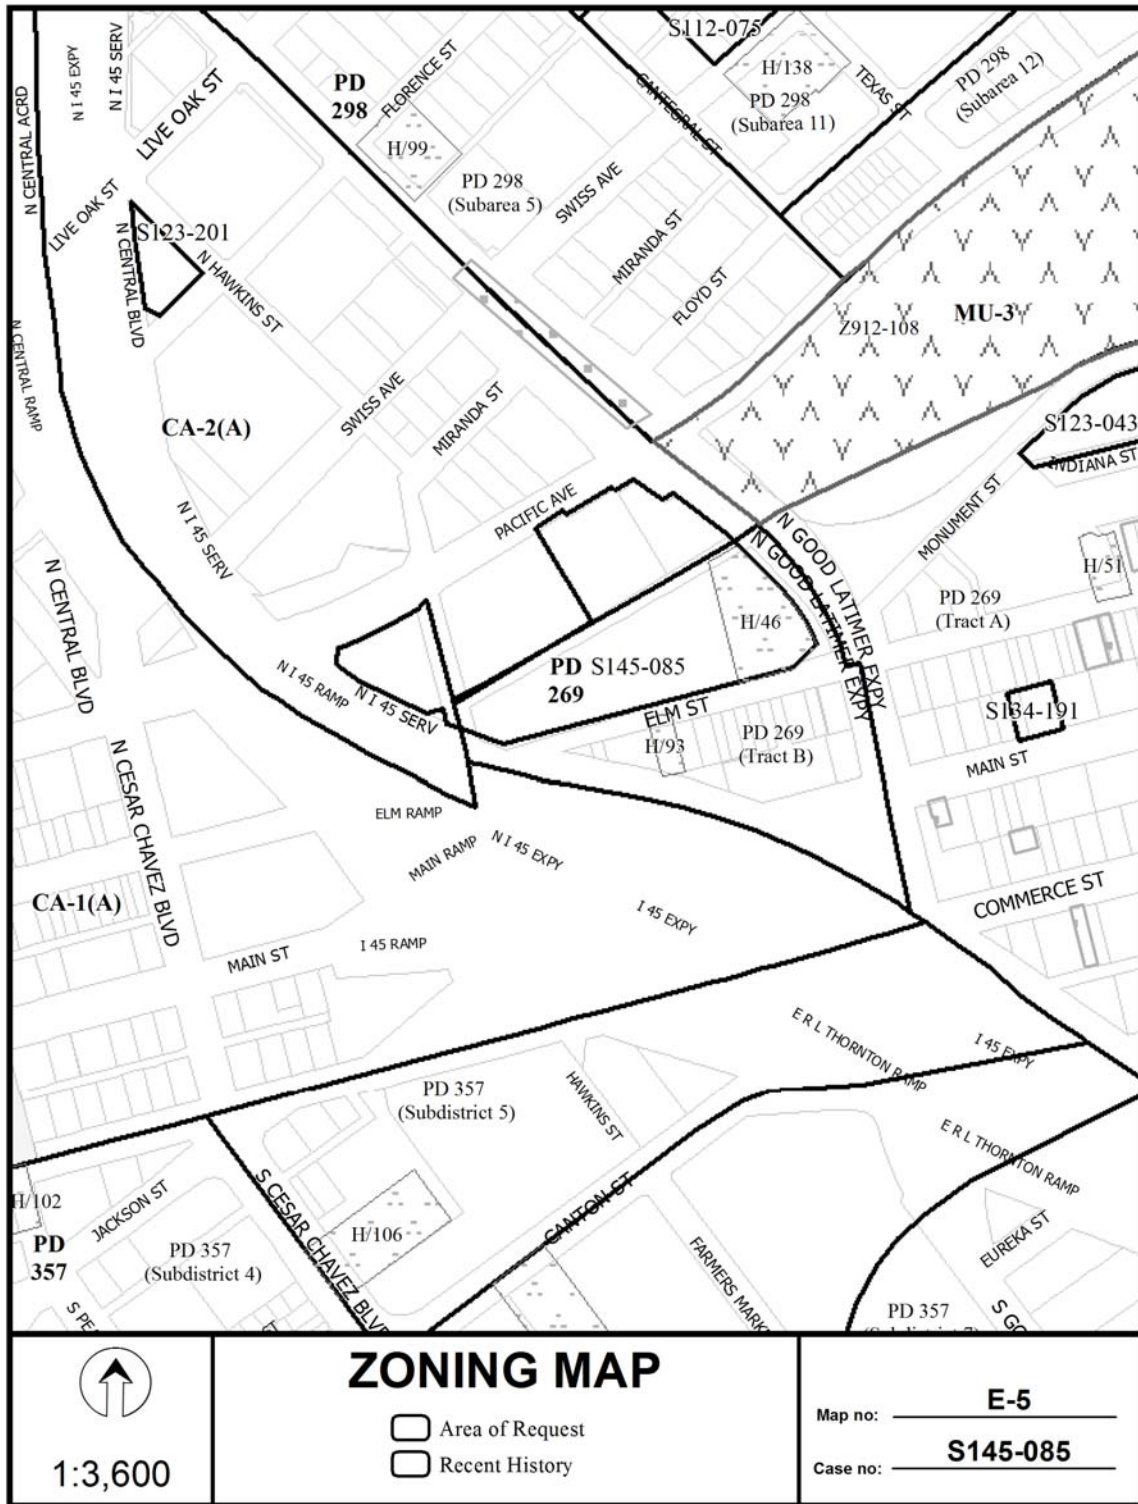 S112-075
N I 45 EXPY
N I 45 SERV
FLORENCE ST
PD
298
H/138
TEXAS ST
PD 298
(Subarea 12)
CANTEGRAL ST
PD 298
(Subarea 11)
N CENTRAL ACRD
LIVE OAK ST
H/99
PD 298
(Subarea 5)
SWISS AVE
LIVE OAK ST
S123-201
N CENTRAL BLVD
N HAWKINS ST
MIRANDA ST
FLOYD ST
Z912-108
MU-3
N CENTRAL RAMP
CA-2(A)
SWISS AVE
MIRANDA ST
S123-043
INDIANA ST
N I 45 SERV
PACIFIC AVE
N GOOD LATIMER EXPY
N GOOD LATIMER EXPY
MONUMENT ST
H/51
N CENTRAL BLVD
H/46
PD 269
(Tract A)
N I 45 RAMP
N I 45 SERV
PD
269
S145-085
ELM ST
H/93
PD 269
(Tract B)
S134-191
MAIN ST
N CESAR CHAVEZ BLVD
ELM RAMP
MAIN RAMP
N I 45 EXPY
CA-1(A)
I 45 EXPY
COMMERCE ST
MAIN ST
I 45 RAMP
E R L THORNTON RAMP
I 45 EXPY
PD 357
(Subdistrict 5)
HAWKINS ST
E R L THORNTON RAMP
H/102
JACKSON ST
S CESAR CHAVEZ BLV
CANTON ST
H/106
PD
357
PD 357
(Subdistrict 4)
FARMERS MARK
EUREKA ST
S PE
ET
PD 357
S GO
ZONING MAP
Area of Request
Recent History
1:3,600
Map no: E-5
Case no: S145-085